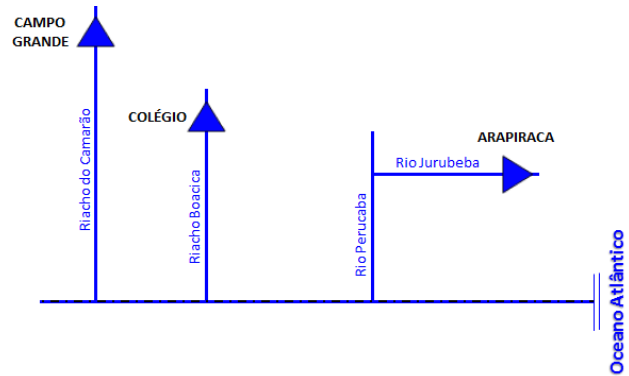 CAMPO
GRANDE
COLÉGIO
ARAPIRACA
Riacho do Camarão
Riacho Boacica
Rio Jurubeba
Rio Perucaba
Oceano Atlântico